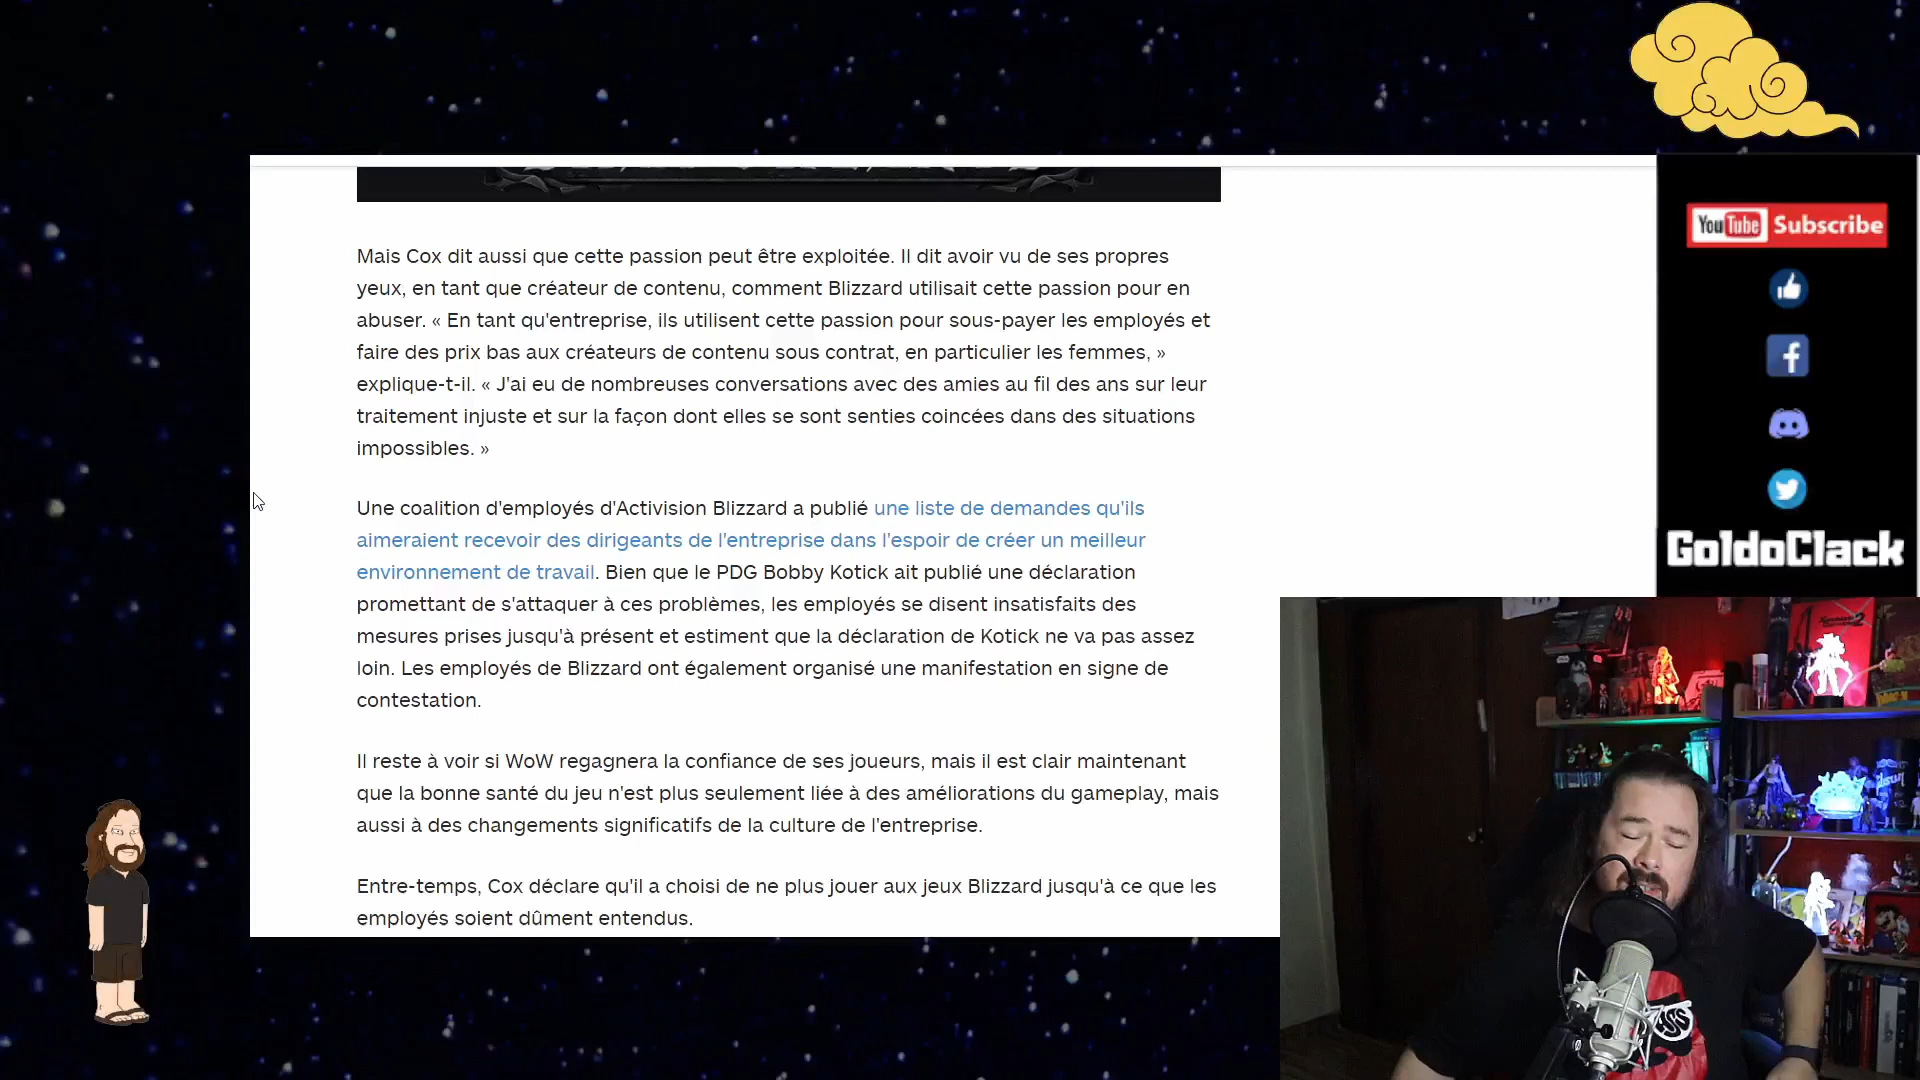 Mais Cox dit aussi que cette passion peut être exploitée. Il dit avoir vu de ses propres
yeux, en tant que créateur de contenu, comment Blizzard utilisait cette passion pour en
abuser. « En tant qu'entreprise, ils utilisent cette passion pour sous-payer les employés et
faire des prix bas aux créateurs de contenu sous contrat, en particulier les femmes, »
explique-t-il. « J'ai eu de nombreuses conversations avec des amies au fil des ans sur leur
traitement injuste et sur la façon dont elles se sont senties coincées dans des situations
impossibles. »
Une coalition d'employés d'Activision Blizzard a publié une liste de demandes qu'ils
aimeraient recevoir des dirigeants de l'entreprise dans l'espoir de créer un meilleur
environnement de travail. Bien que le PDG Bobby Kotick ait publié une déclaration
promettant de s'attaquer à ces problèmes, les employés se disent insatisfaits des
mesures prises jusqu'à présent et estiment que la déclaration de Kotick ne va pas assez
loin. Les employés de Blizzard ont également organisé une manifestation en signe de
contestation.
Il reste à voir si WoW regagnera la confiance de ses joueurs, mais il est clair maintenant
que la bonne santé du jeu n'est plus seulement liée à des améliorations du gameplay, mais
aussi à des changements significatifs de la culture de l'entreprise.
Entre-temps, Cox déclare qu'il a choisi de ne plus jouer aux jeux Blizzard jusqu'à ce que les
employés soient dûment entendus.
YouTube Subscribe
GoldoClack